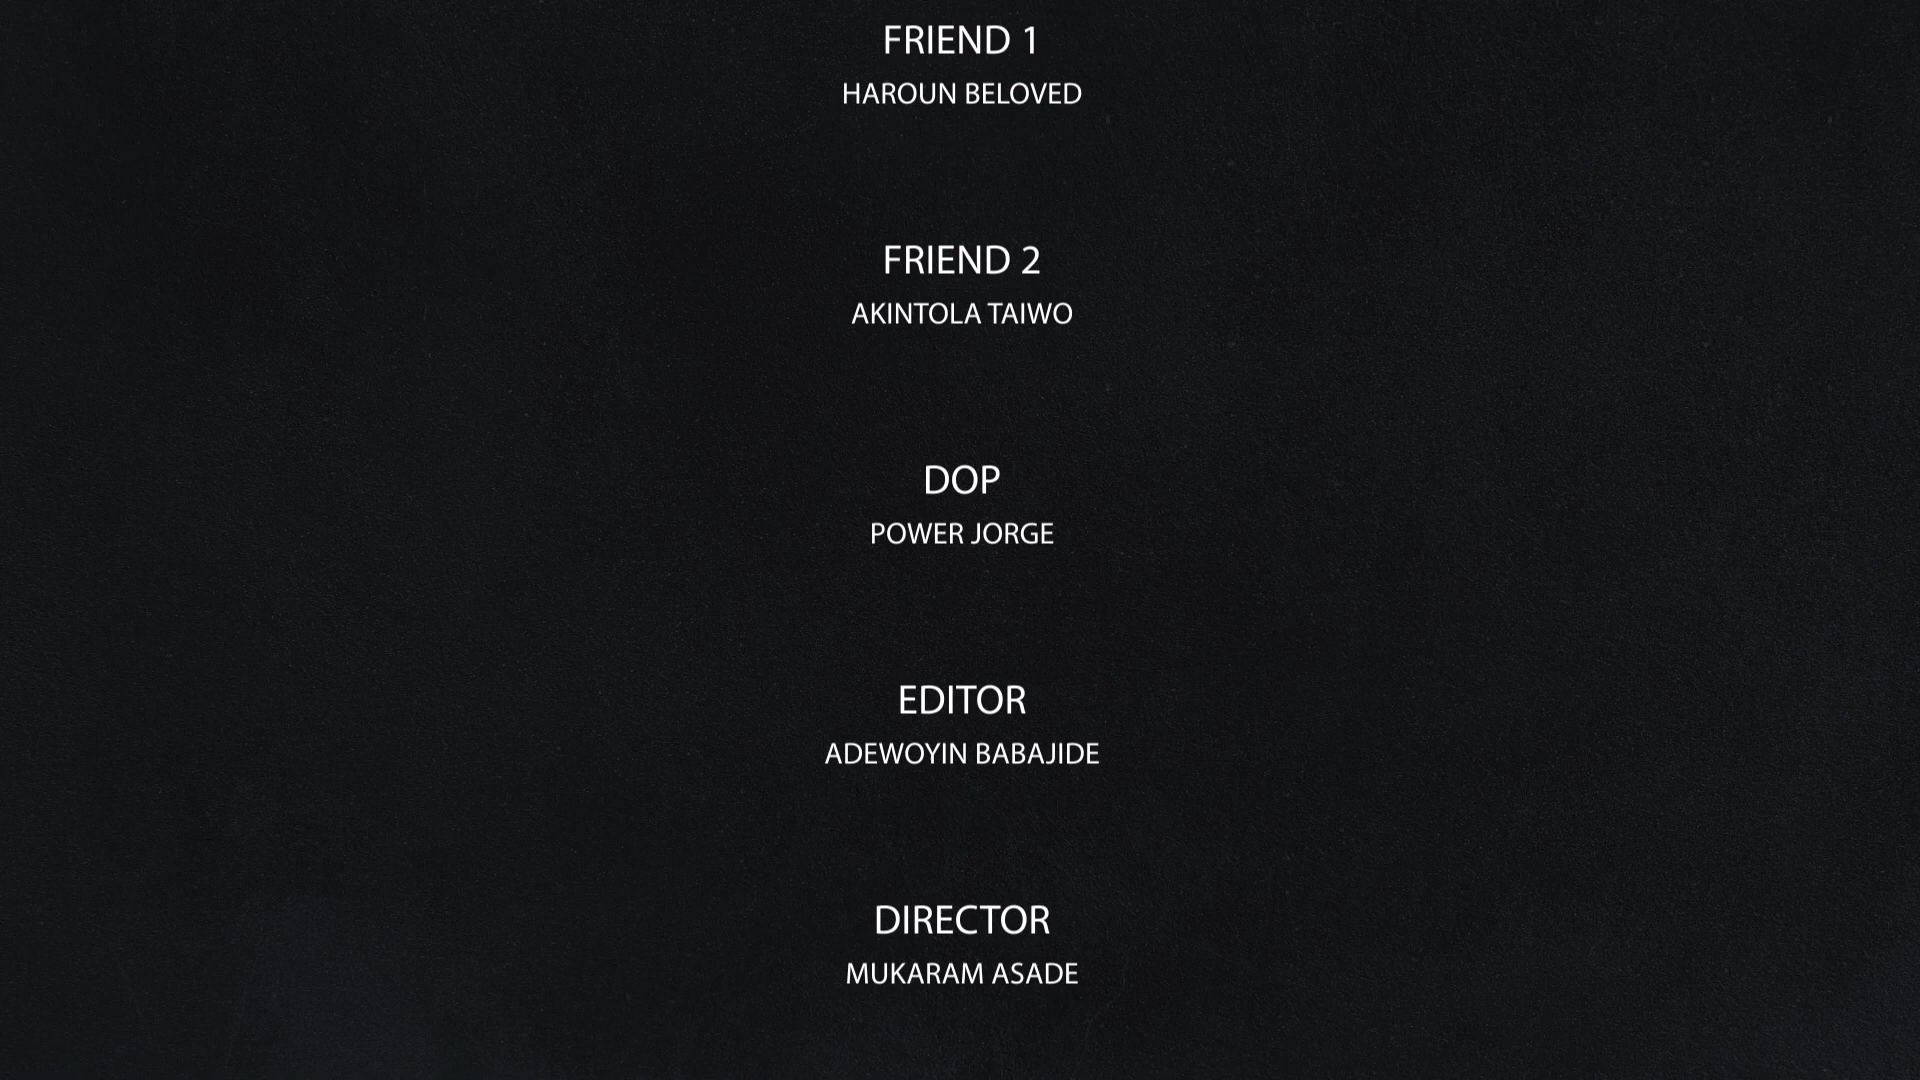 FRIEND 1
HAROUN BELOVED
FRIEND 2
AKINTOLA TAIWO
DOP
POWER JORGE
EDITOR
ADEWOYIN BABAJIDE
DIRECTOR
MUKARAM ASADE